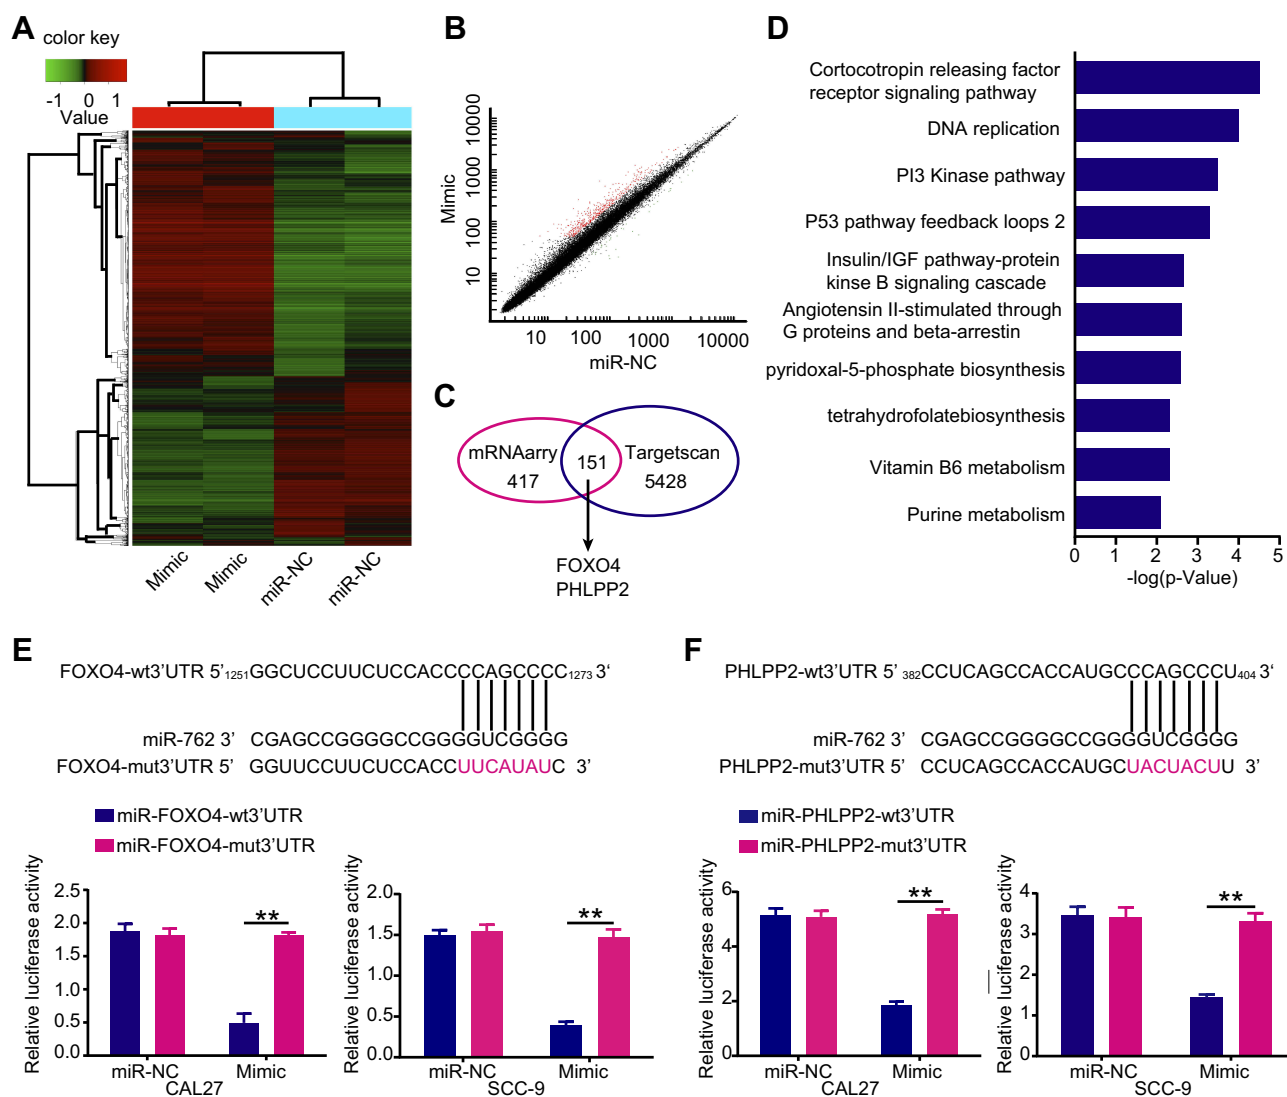 A
color key
-1 0 1
Value
Mimic
Mimic
miR-NC
miR-NC
B
Mimic
10000
1000
100
10
10 100 1000 10000
miR-NC
C
mRNAarry
417
151
Targetscan
5428
FOXO4
PHLPP2
D
Cortocotropin releasing factor
receptor signaling pathway
DNA replication
PI3 Kinase pathway
P53 pathway feedback loops 2
Insulin/IGF pathway-protein
kinse B signaling cascade
Angiotensin II-stimulated through
G proteins and beta-arrestin
pyridoxal-5-phosphate biosynthesis
tetrahydrofolatebiosynthesis
Vitamin B6 metabolism
Purine metabolism
0 1 2 3 4 5
-log(p-Value)
E
FOXO4-wt3'UTR 5' 1251GGCUCCUUCUCCACCCCAGCCCC1273 3'
miR-762 3' CGAGCCGGGGCCGGGGUCGGGG
FOXO4-mut3'UTR 5' GGUUCCUUCUCCACCUUCAUAUC 3'
miR-FOXO4-wt3'UTR
miR-FOXO4-mut3'UTR
Relative luciferase activity
2.5
2.0
1.5
1.0
0.5
0.0
**
miR-NC Mimic
CAL27
Relative luciferase activity
2.0
1.5
1.0
0.5
0.0
**
miR-NC Mimic
SCC-9
F
PHLPP2-wt3'UTR 5' 382CCUCAGCCACCAUGCCCAGCCCU404 3'
miR-762 3' CGAGCCGGGGCCGGGGUCGGGG
PHLPP2-mut3'UTR 5' CCUCAGCCACCAUGCUACUACUU 3'
miR-PHLPP2-wt3'UTR
miR-PHLPP2-mut3'UTR
Relative luciferase activity
6
4
2
0
**
miR-NC Mimic
CAL27
Relative luciferase activity
4
3
2
1
0
**
miR-NC Mimic
SCC-9